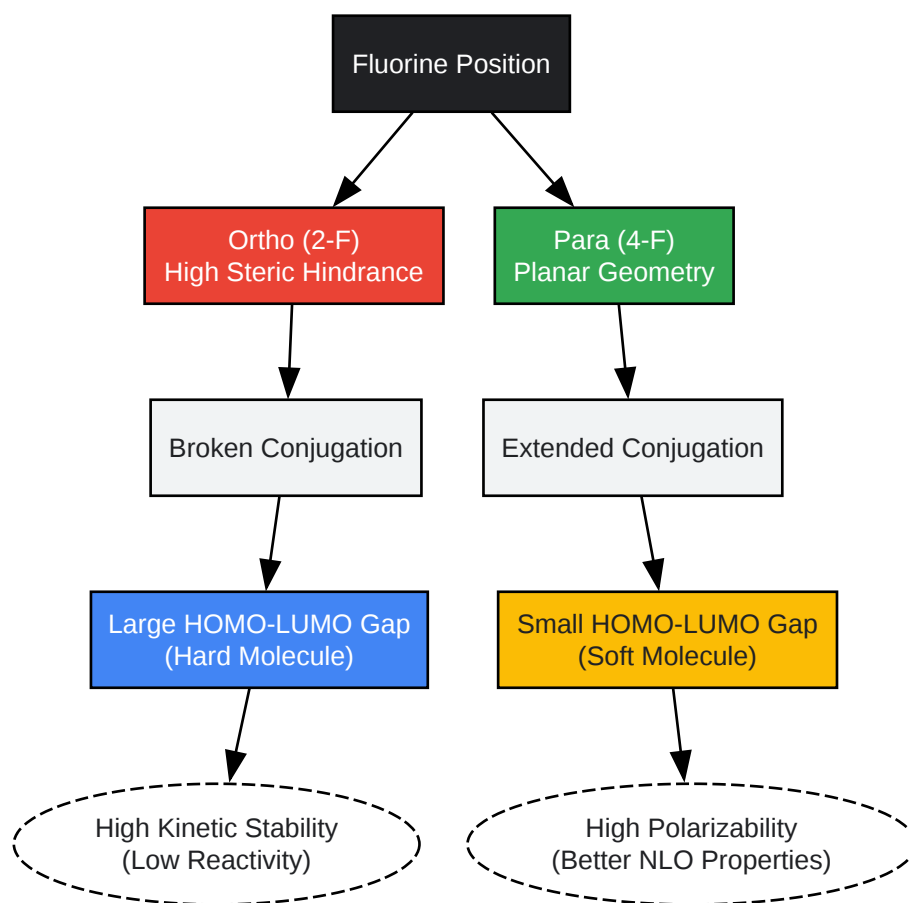 Fluorine Position
Ortho (2-F)
High Steric Hindrance
Para (4-F)
Planar Geometry
Broken Conjugation
Extended Conjugation
Large HOMO-LUMO Gap
(Hard Molecule)
Small HOMO-LUMO Gap
(Soft Molecule)
High Kinetic Stability
(Low Reactivity)
High Polarizability
(Better NLO Properties)